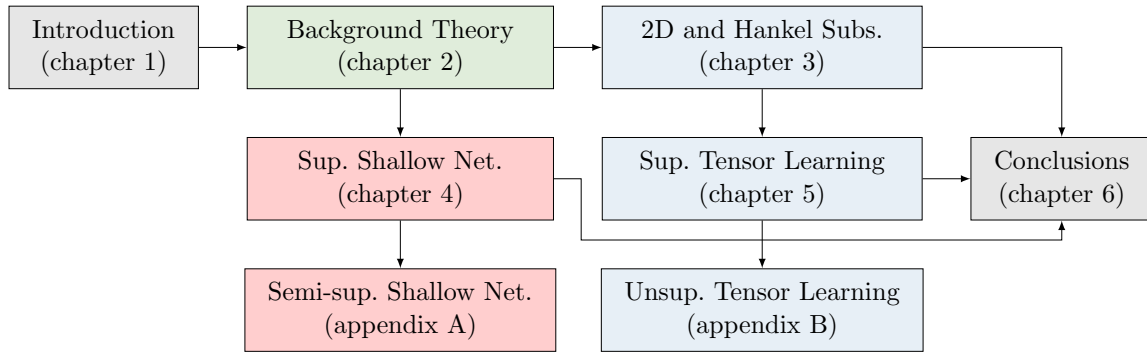 Introduction
(chapter 1)
Background Theory
(chapter 2)
2D and Hankel Subs.
(chapter 3)
Sup. Shallow Net.
(chapter 4)
Sup. Tensor Learning
(chapter 5)
Conclusions
(chapter 6)
Semi-sup. Shallow Net.
(appendix A)
Unsup. Tensor Learning
(appendix B)